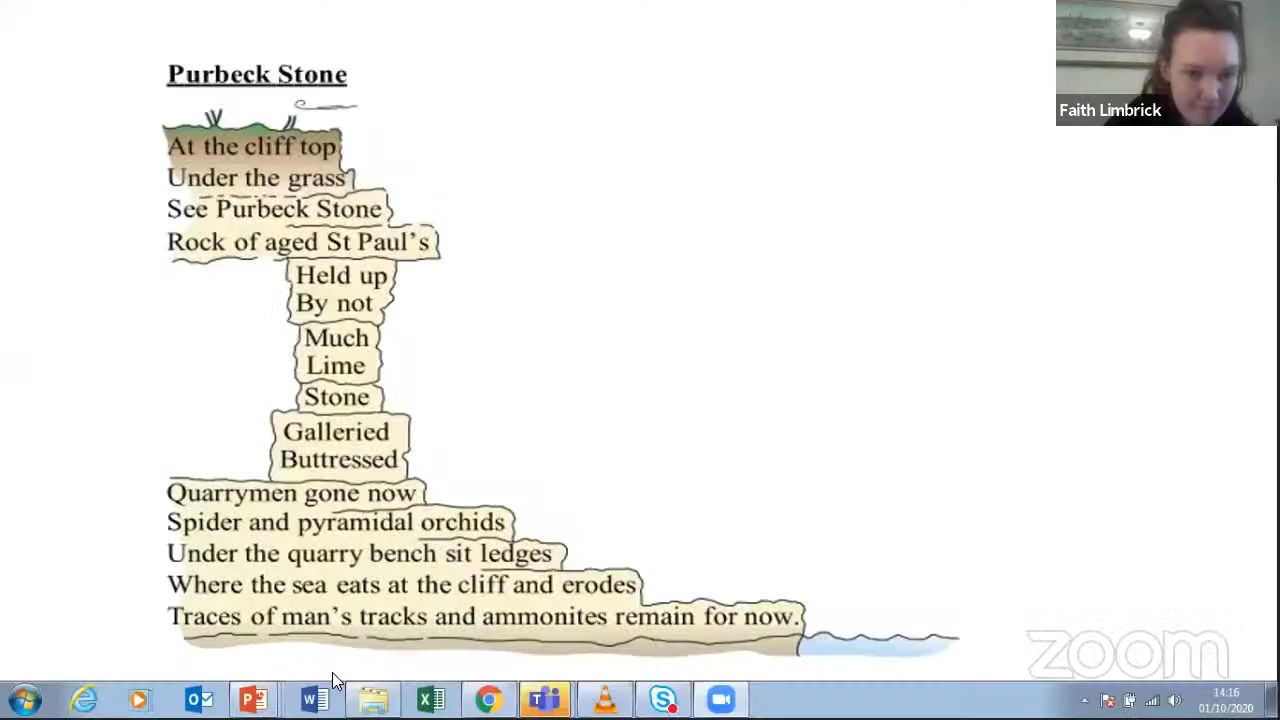 Purbeck Stone
Faith Limbrick
At the cliff top
Under the grass
See Purbeck Stone
Rock of aged St Paul's
Held up
By not
Much
Lime
Stone
Galleried
Buttressed
Quarrymen gone now
Spider and pyramidal orchids
Under the quarry bench sit ledges
Where the sea eats at the cliff and erodes
Traces of man's tracks and ammonites remain for now.
zoom
14:16
01/10/2020